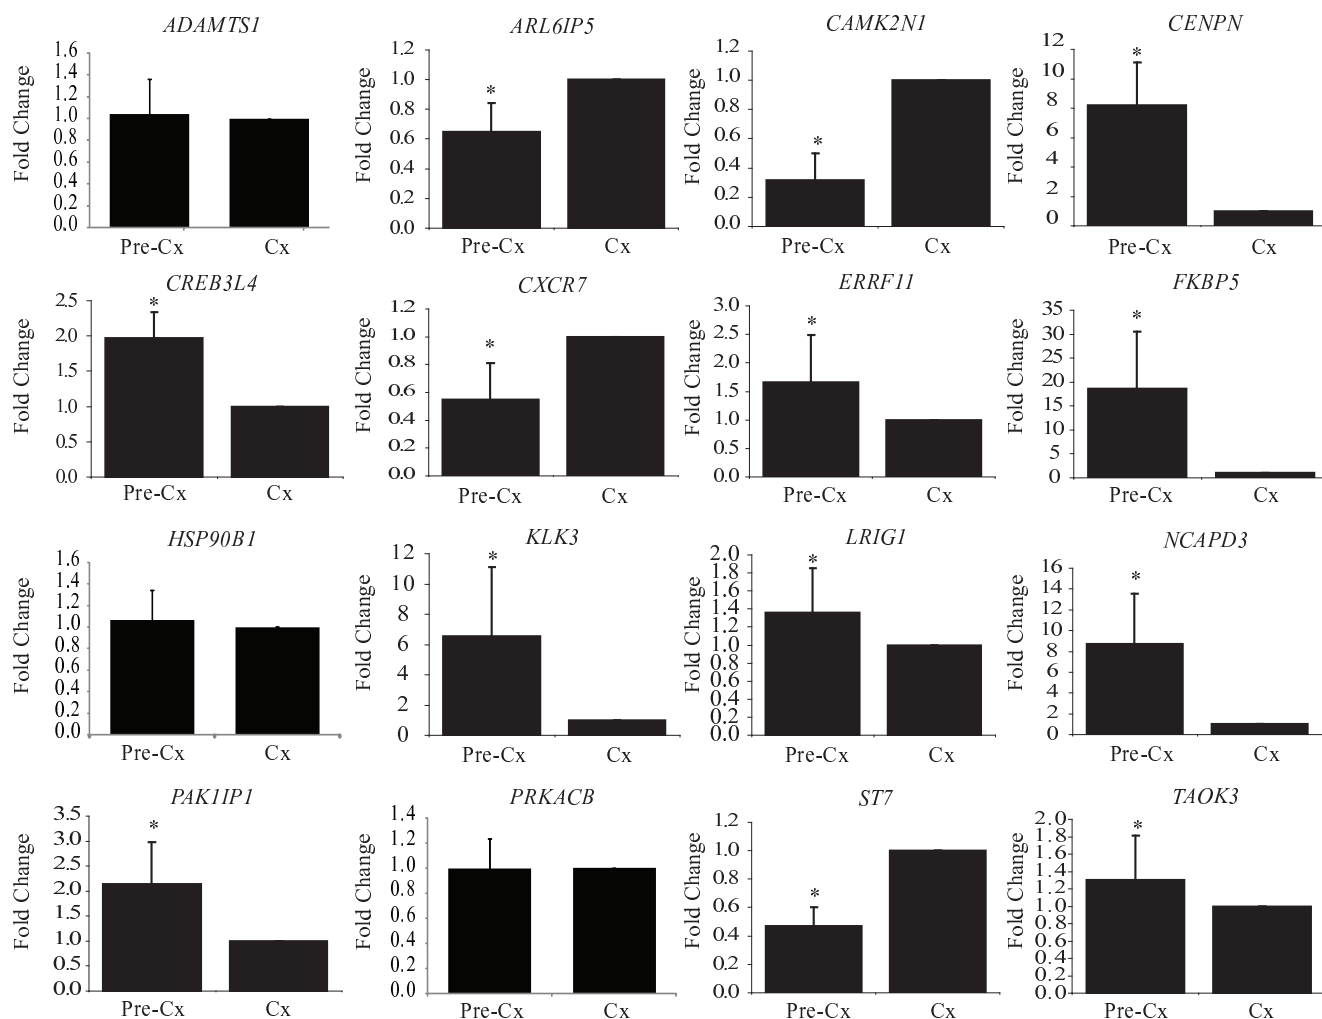 ADAMTS1
Fold Change
1.6
1.4
1.2
1.0
0.8
0.6
0.4
0.2
0.0
Pre-Cx Cx
ARL6IP5
Fold Change
1.2
1.0
0.8
0.6
0.4
0.2
0.0
*
Pre-Cx Cx
CAMK2N1
Fold Change
1.2
1.0
0.8
0.6
0.4
0.2
0.0
*
Pre-Cx Cx
CENPN
Fold Change
12
10
8
6
4
2
0
*
Pre-Cx Cx
CREB3L4
Fold Change
2.5
2.0
1.5
1.0
0.5
0.0
*
Pre-Cx Cx
CXCR7
Fold Change
1.2
1.0
0.8
0.6
0.4
0.2
0.0
*
Pre-Cx Cx
ERRF11
Fold Change
3.0
2.5
2.0
1.5
1.0
0.5
0.0
*
Pre-Cx Cx
FKBP5
Fold Change
35
30
25
20
15
10
5
0
*
Pre-Cx Cx
HSP90B1
Fold Change
1.6
1.4
1.2
1.0
0.8
0.6
0.4
0.2
0.0
Pre-Cx Cx
KLK3
Fold Change
12
10
8
6
4
2
0
*
Pre-Cx Cx
LRIG1
Fold Change
2.0
1.8
1.6
1.4
1.2
1.0
0.8
0.6
0.4
0.2
0.0
*
Pre-Cx Cx
NCAPD3
Fold Change
16
14
12
10
8
6
4
2
0
*
Pre-Cx Cx
PAK1IP1
Fold Change
3.5
3.0
2.5
2.0
1.5
1.0
0.5
0.0
*
Pre-Cx Cx
PRKACB
Fold Change
1.4
1.2
1.0
0.8
0.6
0.4
0.2
0.0
Pre-Cx Cx
ST7
Fold Change
1.2
1.0
0.8
0.6
0.4
0.2
0.0
*
Pre-Cx Cx
TAOK3
Fold Change
2.0
1.8
1.6
1.4
1.2
1.0
0.8
0.6
0.4
0.2
0.0
*
Pre-Cx Cx